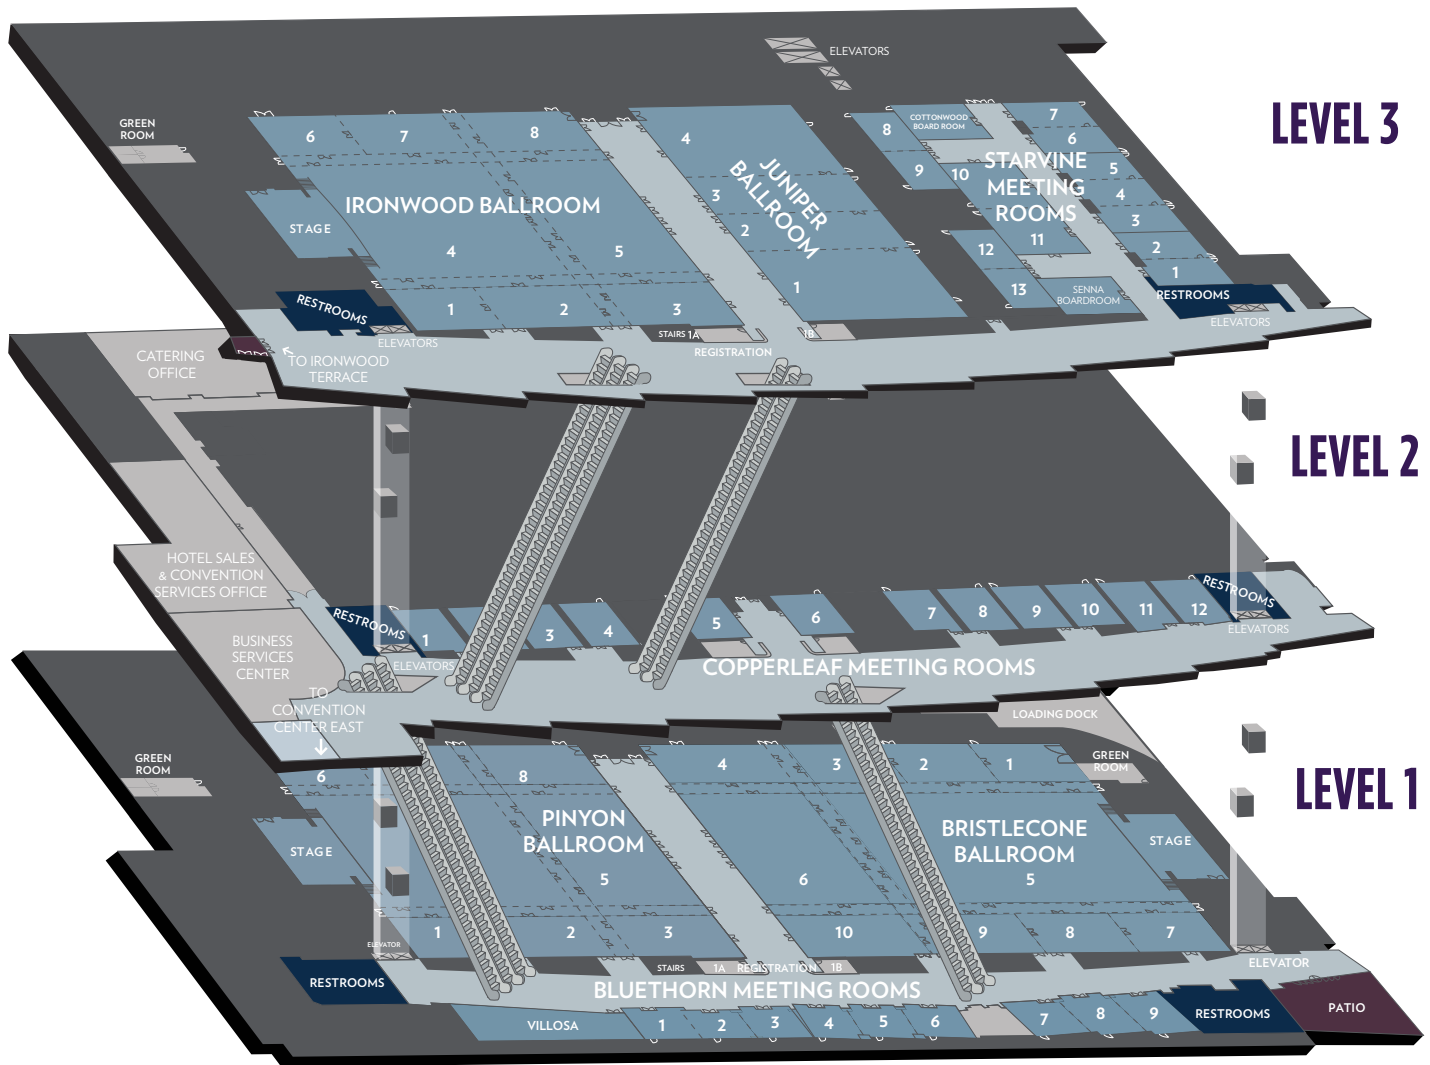 LEVEL 3
ELEVATORS
GREEN
ROOM
6
7
8
4
COTTONWOOD
BOARD ROOM
8
7
6
9
10
5
4
3
2
1
STARVINE
MEETING
ROOMS
11
12
13
SENNA
BOARDROOM
IRONWOOD BALLROOM
STAGE
4
5
1
2
3
JUNIPER
BALLROOM
3
2
1
RESTROOMS
ELEVATORS
STAIRS 1A
1B
REGISTRATION
RESTROOMS
ELEVATORS
TO IRONWOOD
TERRACE
LEVEL 2
CATERING
OFFICE
HOTEL SALES
& CONVENTION
SERVICES OFFICE
BUSINESS
SERVICES
CENTER
TO
CONVENTION
CENTER EAST
RESTROOMS
ELEVATORS
1
3
4
5
6
7
8
9
10
11
12
RESTROOMS
ELEVATORS
COPPERLEAF MEETING ROOMS
LEVEL 1
LOADING DOCK
GREEN
ROOM
GREEN
ROOM
6
8
4
3
2
1
PINYON
BALLROOM
BRISTLECONE
BALLROOM
STAGE
STAGE
5
6
5
1
2
3
10
9
8
7
ELEVATOR
STAIRS
1A
REGISTRATION
1B
ELEVATOR
RESTROOMS
BLUETHORN MEETING ROOMS
VILLOSA
1
2
3
4
5
6
7
8
9
RESTROOMS
PATIO